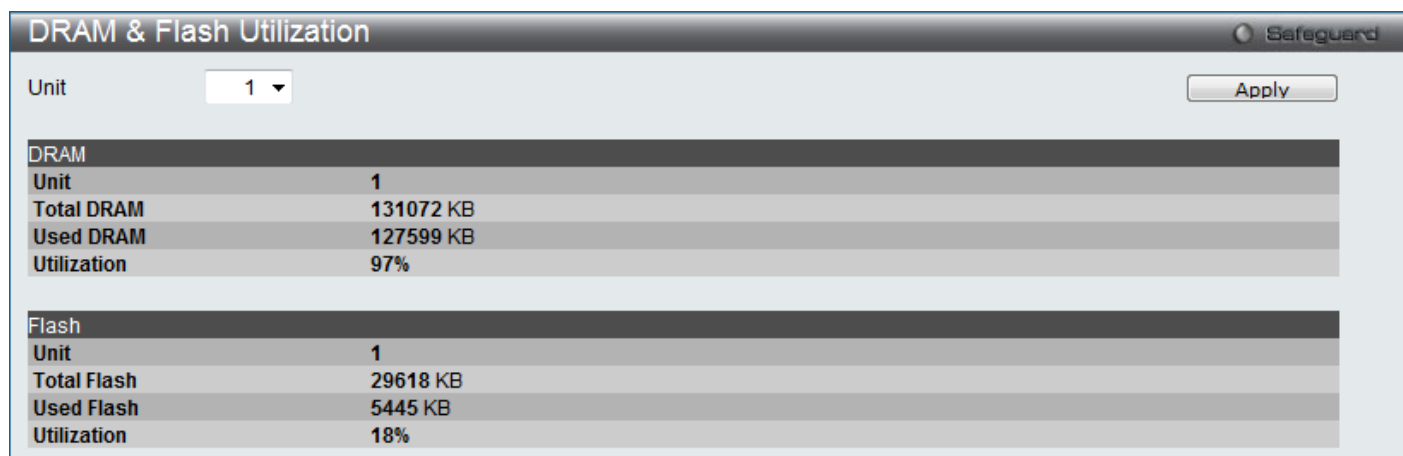 DRAM & Flash Utilization Safeguard
Unit 1 Apply
DRAM
Unit 1
Total DRAM 131072 KB
Used DRAM 127599 KB
Utilization 97%
Flash
Unit 1
Total Flash 29618 KB
Used Flash 5445 KB
Utilization 18%